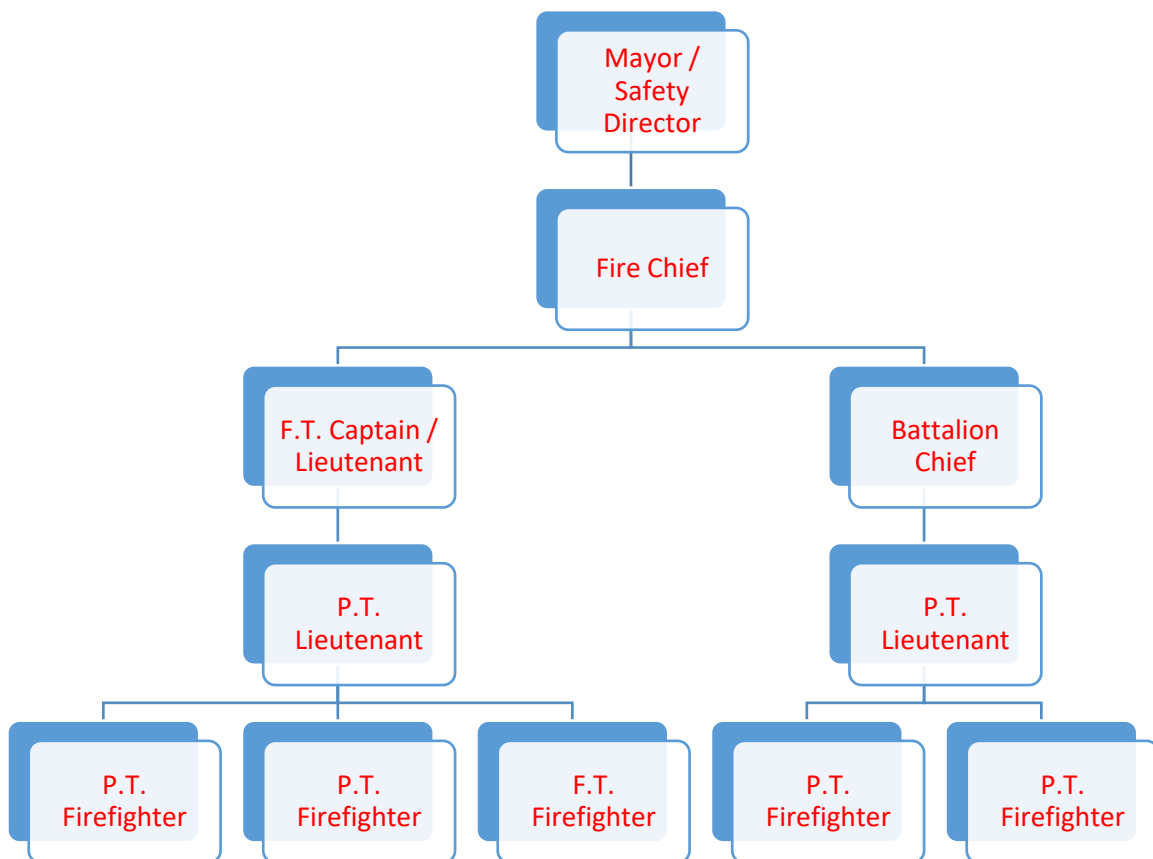 Mayor /
Safety
Director
Fire Chief
F.T. Captain /
Lieutenant
Battalion
Chief
P.T.
Lieutenant
P.T.
Lieutenant
P.T.
Firefighter
P.T.
Firefighter
F.T.
Firefighter
P.T.
Firefighter
P.T.
Firefighter